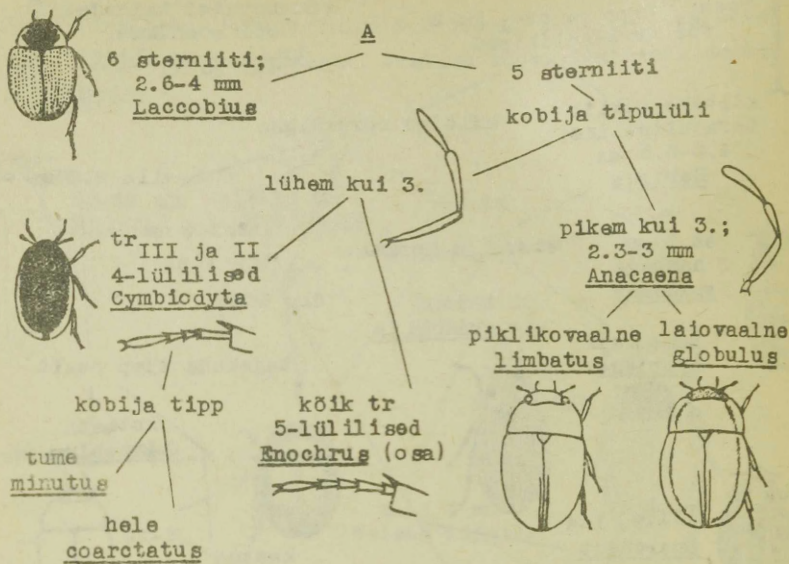 A
6 sterniiti;
2.6-4 mm
Laccobius
5 sterniiti
kobija tipulüli
lühem kui 3.
pikem kui 3.;
2.3-3 mm
Anacaena
trIII ja II
4-lülilised
Cymbiodyta
piklikovaalne
limbatus
laiovaalne
globulus
kobija tipp
kõik tr
5-lülilised
Enochrus (osa)
tume
minutus
hele
coarctatus